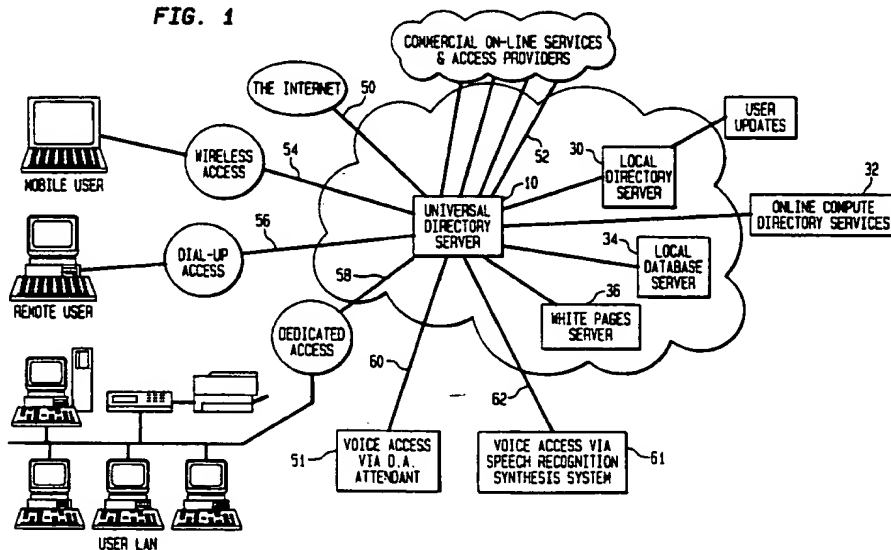 FIG. 1
COMMERCIAL ON-LINE SERVICES
& ACCESS PROVIDERS
THE INTERNET
50
52
USER
UPDATES
MOBILE USER
WIRELESS
ACCESS
54
30
LOCAL
DIRECTORY
SERVER
10
UNIVERSAL
DIRECTORY
SERVER
32
ONLINE COMPUTE
DIRECTORY SERVICES
REMOTE USER
DIAL-UP
ACCESS
56
34
LOCAL
DATABASE
SERVER
58
36
WHITE PAGES
SERVER
DEDICATED
ACCESS
60
62
51
VOICE ACCESS
VIA D.A.
ATTENDANT
VOICE ACCESS VIA
SPEECH RECOGNITION
SYNTHESIS SYSTEM
61
USER LAN